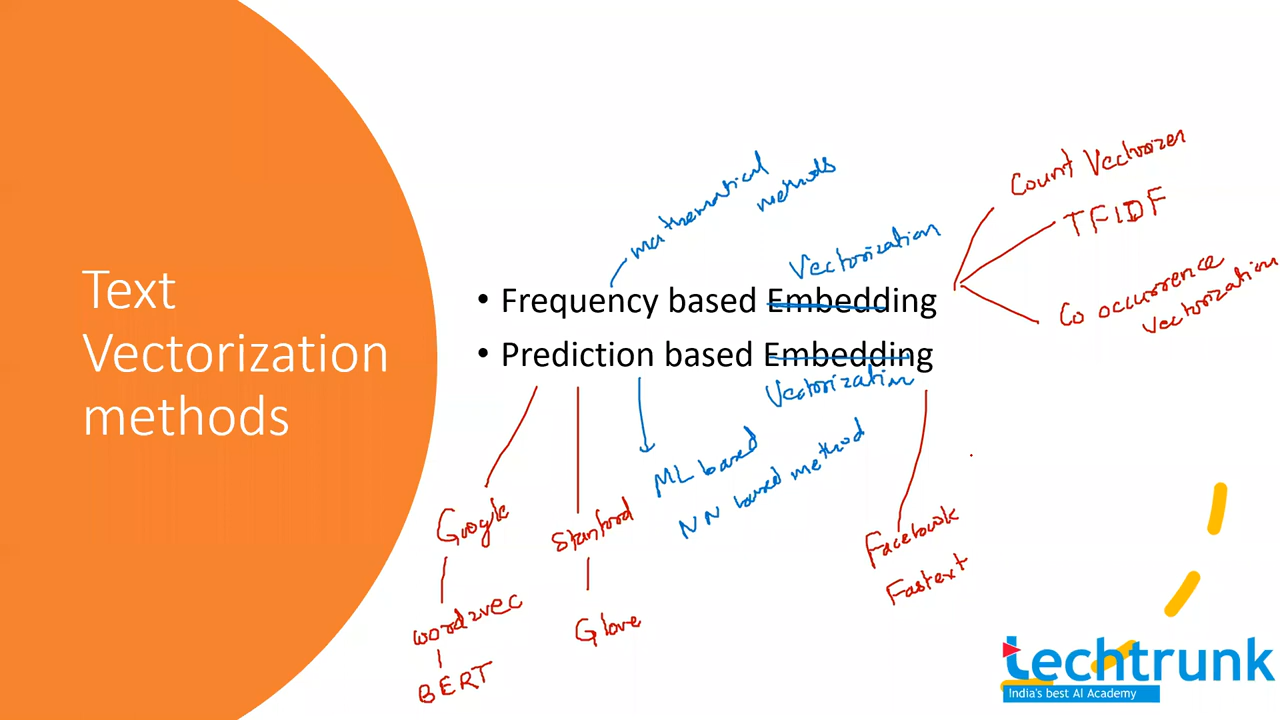 Text
Vectorization
methods
mathematical
methods
Vectorization
• Frequency based Embedding
Count Vectorizer
TFIDF
Co occurrence
Vectorization
• Prediction based Embedding
Vectorization
ML based
NN based method
Google
word2vec
BERT
Stanford
Glove
Facebook
Fastext
techtrunk
India's best AI Academy